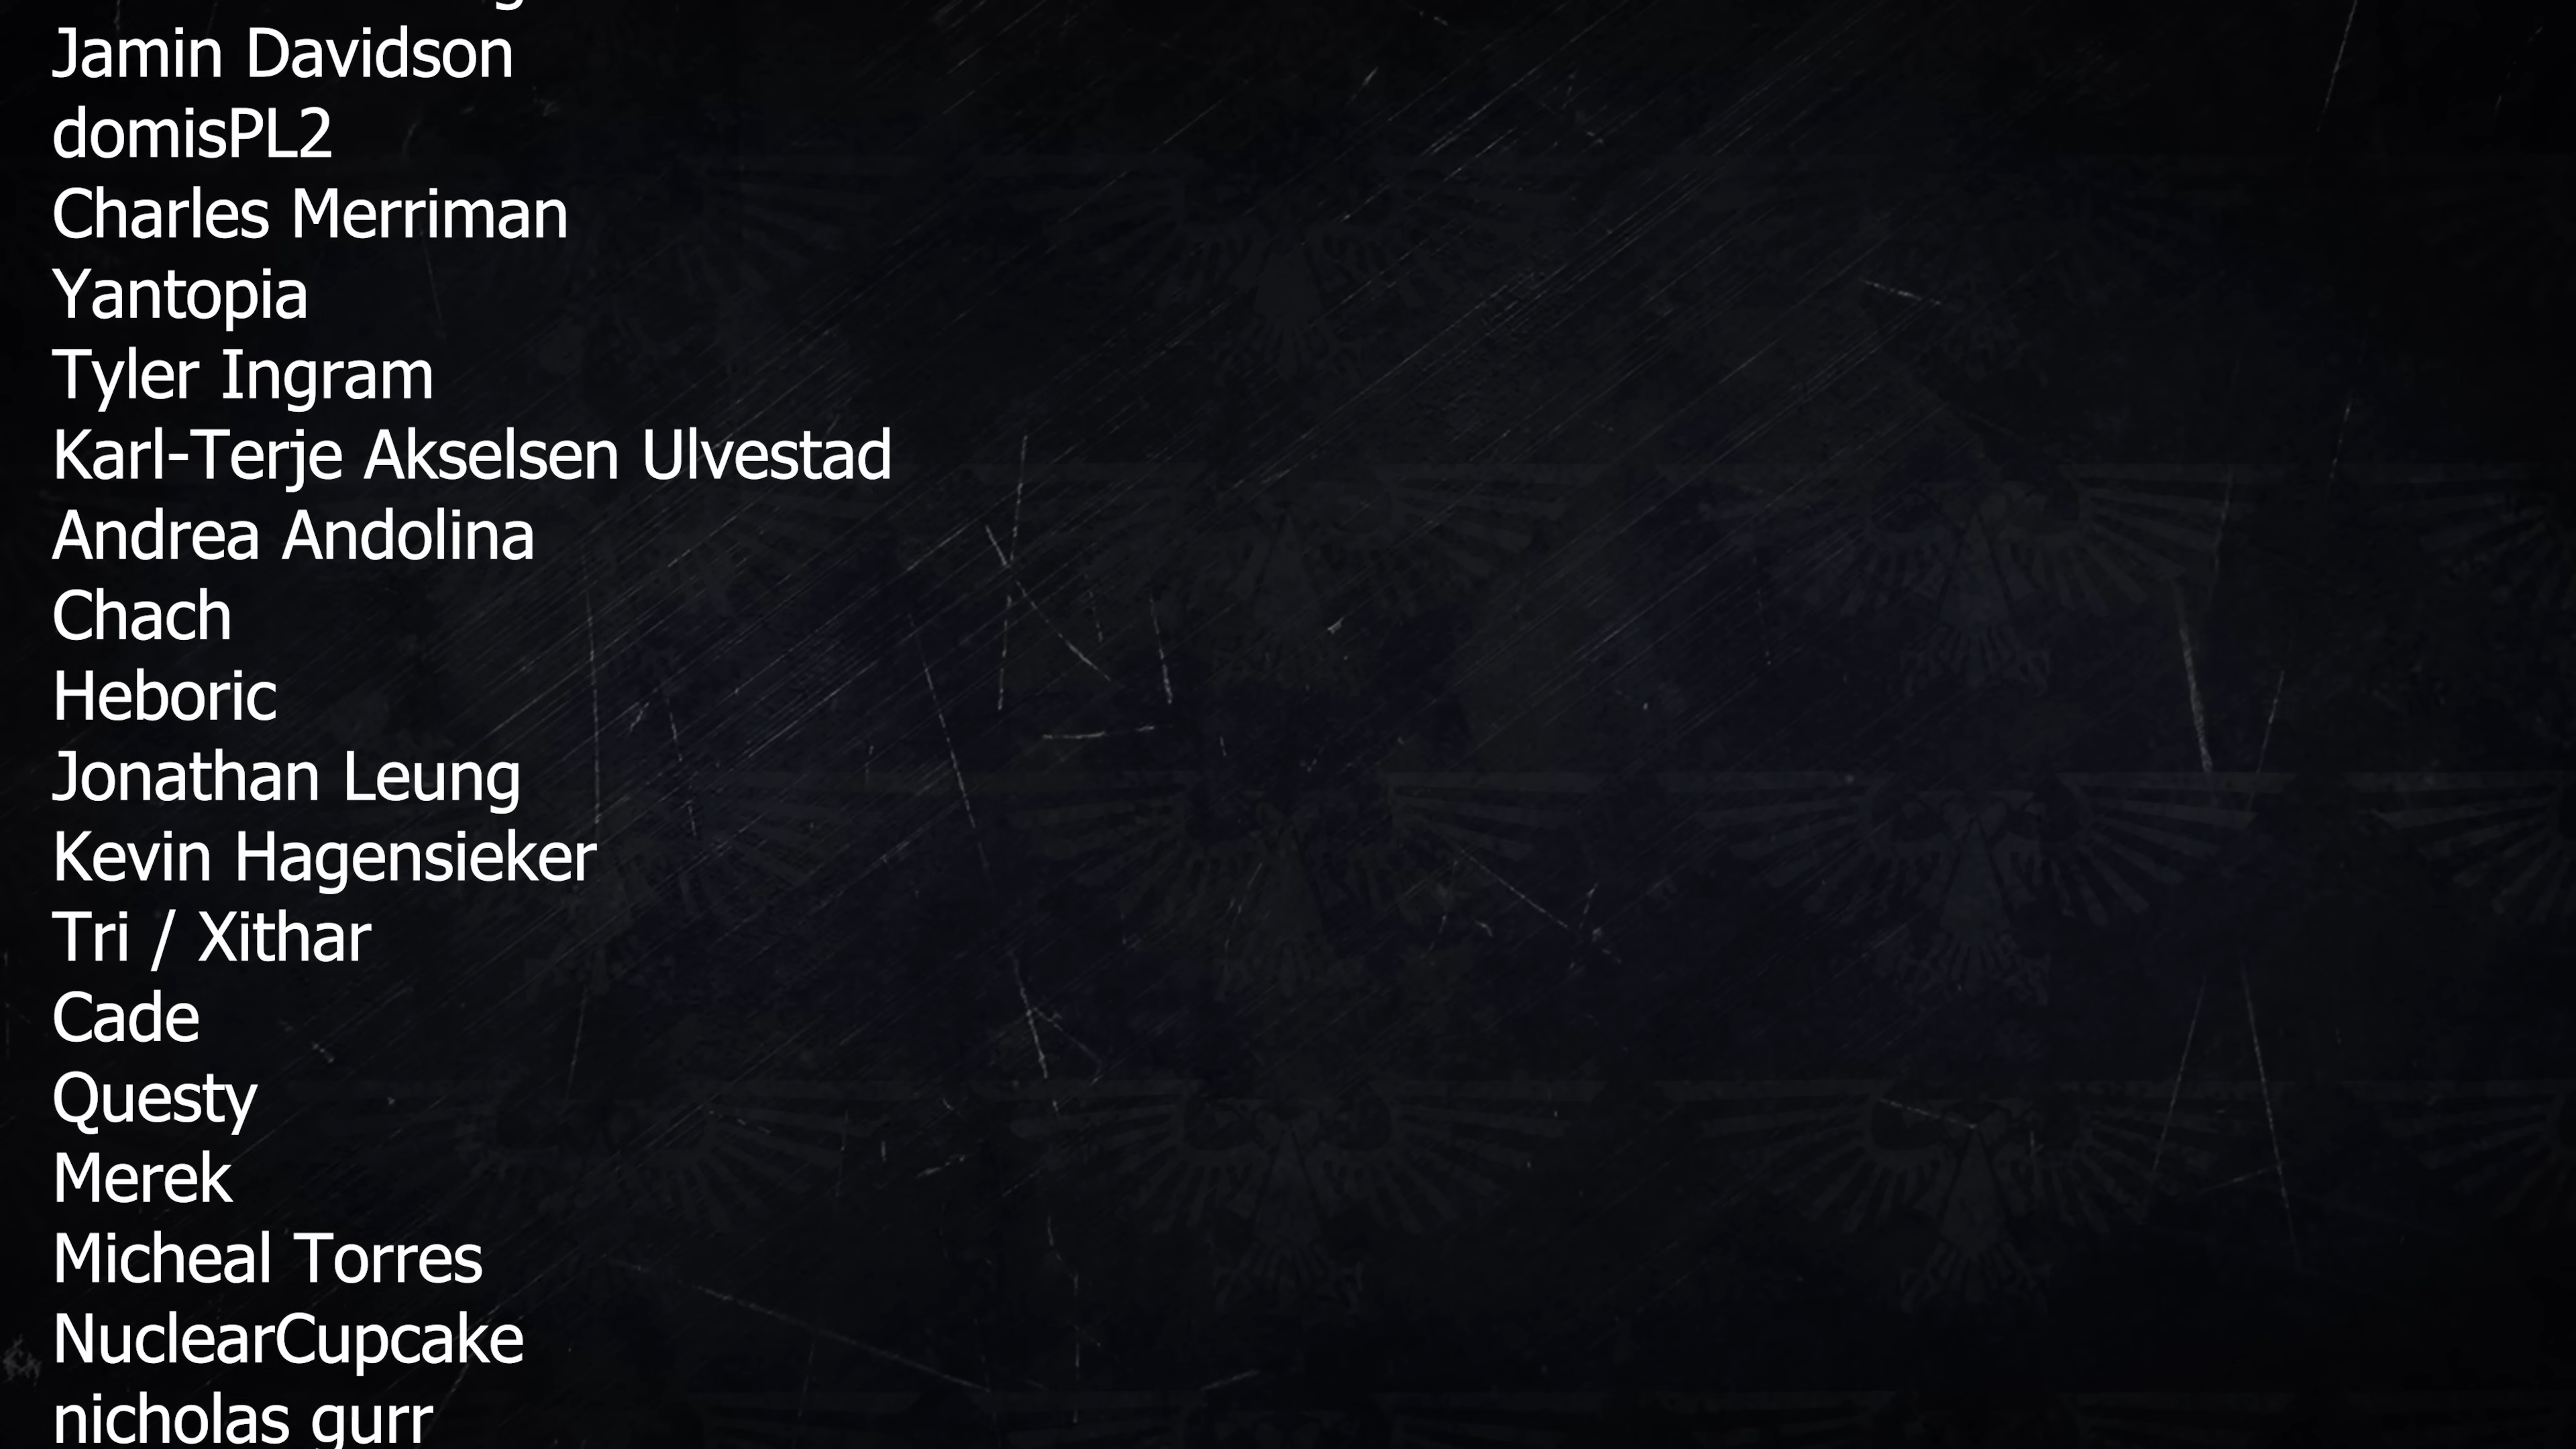 Jamin Davidson
domisPL2
Charles Merriman
Yantopia
Tyler Ingram
Karl-Terje Akselsen Ulvestad
Andrea Andolina
Chach
Heboric
Jonathan Leung
Kevin Hagensieker
Tri / Xithar
Cade
Questy
Merek
Micheal Torres
NuclearCupcake
nicholas gurr